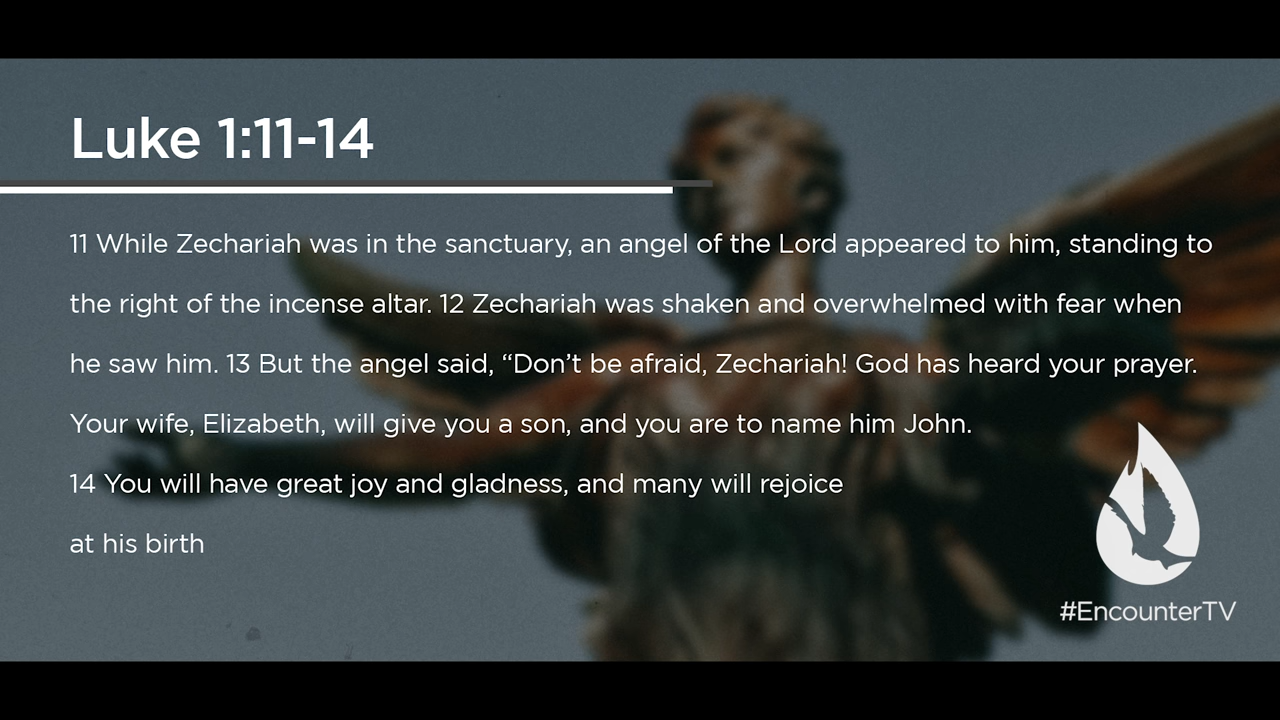 Luke 1:11-14
11 While Zechariah was in the sanctuary, an angel of the Lord appeared to him, standing to
the right of the incense altar. 12 Zechariah was shaken and overwhelmed with fear when
he saw him. 13 But the angel said, “Don’t be afraid, Zechariah! God has heard your prayer.
Your wife, Elizabeth, will give you a son, and you are to name him John.
14 You will have great joy and gladness, and many will rejoice
at his birth
#EncounterTV